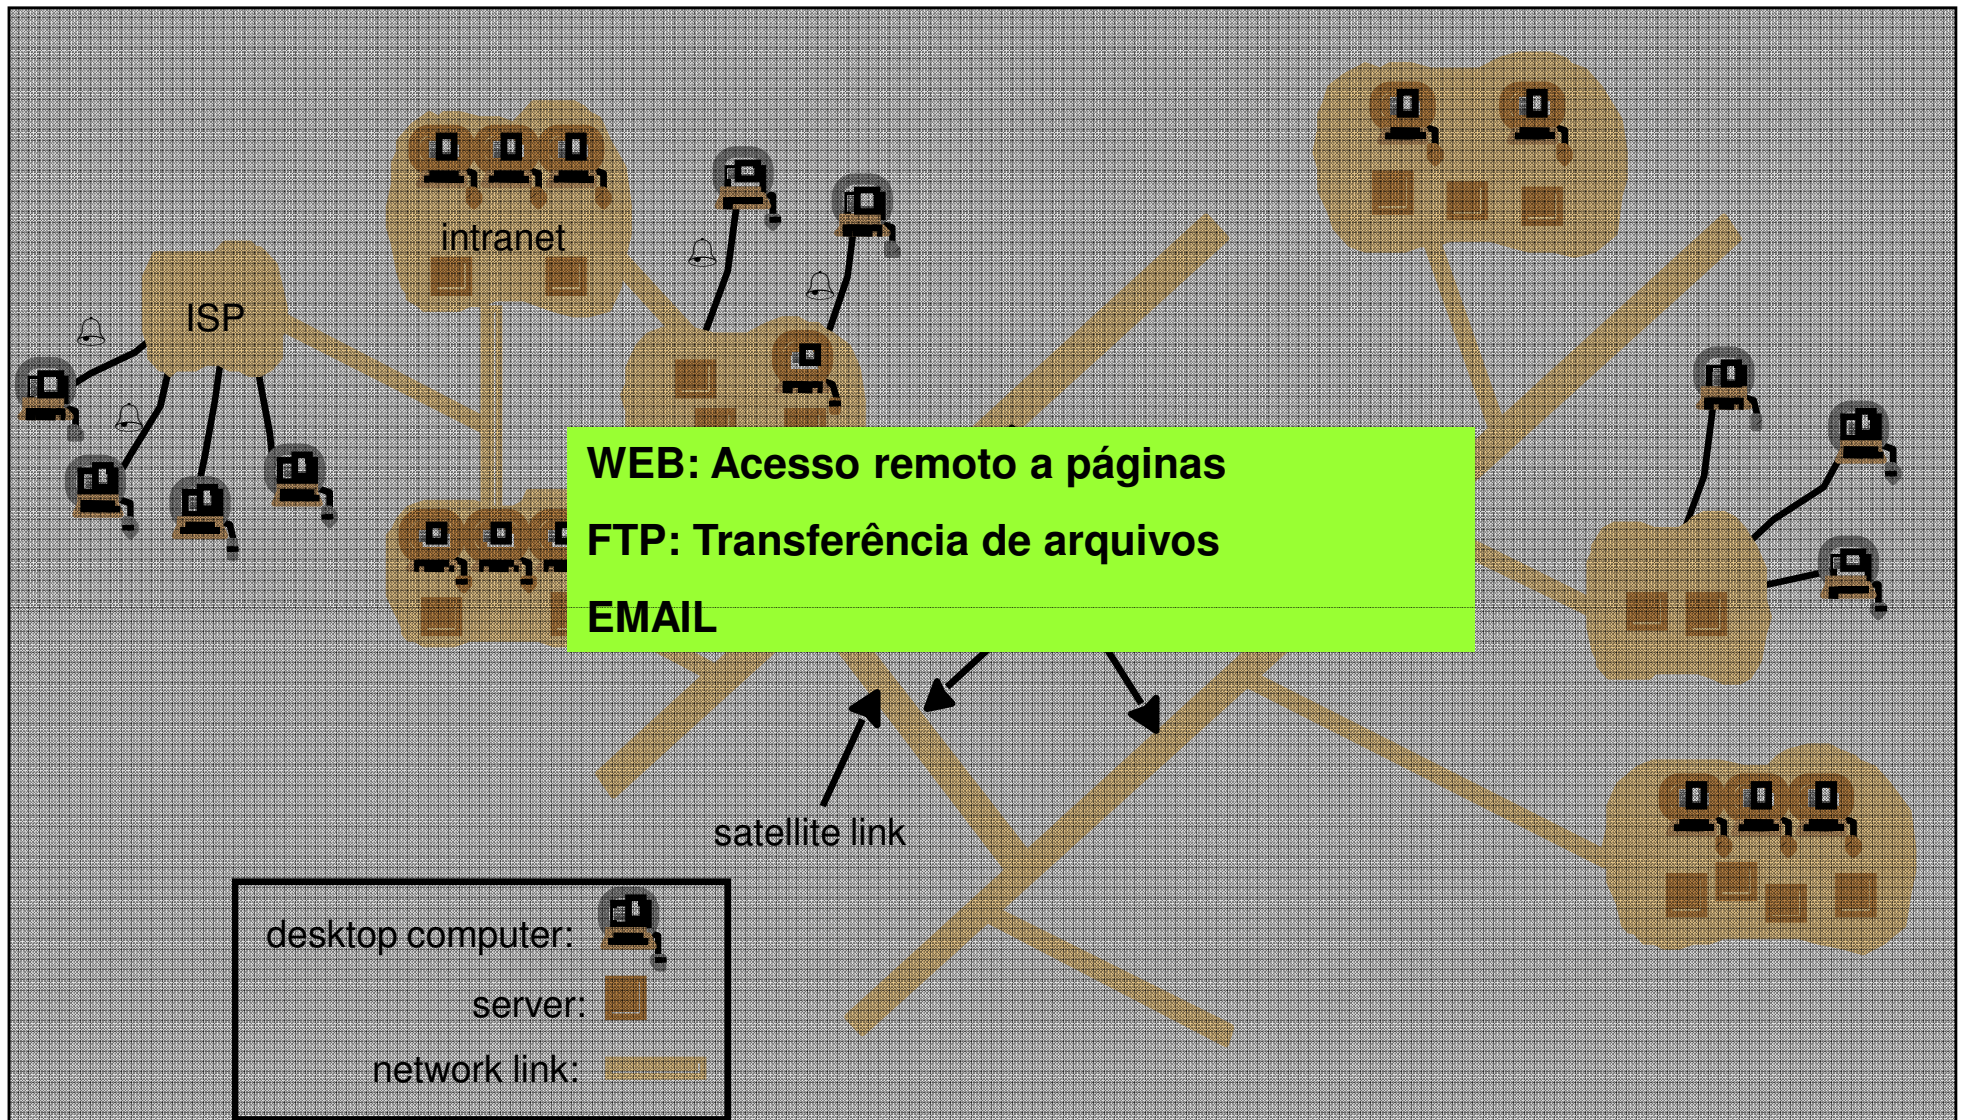 intranet
ISP
WEB: Acesso remoto a páginas
FTP: Transferência de arquivos
EMAIL
satellite link
desktop computer:
server:
network link: